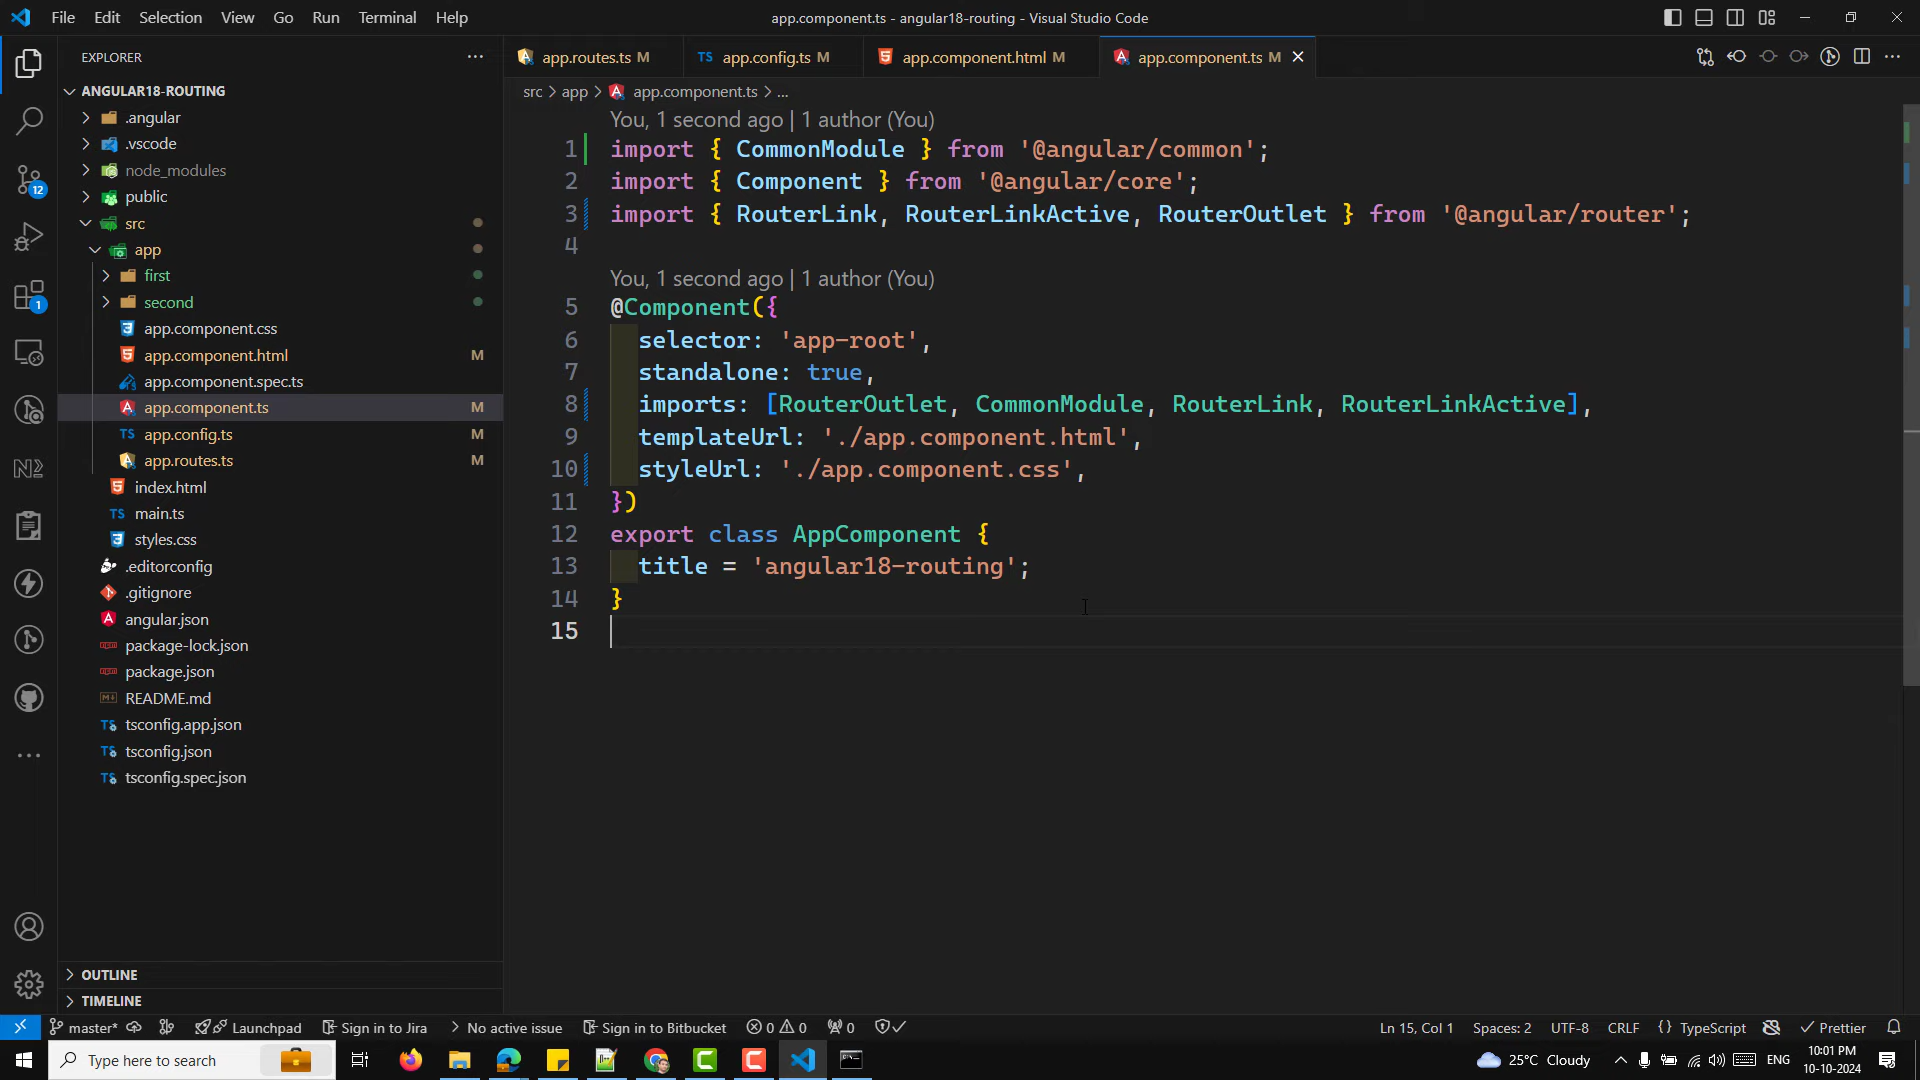 File Edit Selection View Go Run Terminal Help
app.component.ts - angular18-routing - Visual Studio Code
EXPLORER
ANGULAR18-ROUTING
.angular
.vscode
node_modules
public
src
app
first
second
app.component.css
app.component.html M
app.component.spec.ts
app.component.ts M
app.config.ts M
app.routes.ts M
index.html
main.ts
styles.css
.editorconfig
.gitignore
angular.json
package-lock.json
package.json
README.md
tsconfig.app.json
tsconfig.json
tsconfig.spec.json
OUTLINE
TIMELINE
12
1
app.routes.ts M app.config.ts M app.component.html M app.component.ts M
src > app > app.component.ts > ...
You, 1 second ago | 1 author (You)
1 import { CommonModule } from '@angular/common';
2 import { Component } from '@angular/core';
3 import { RouterLink, RouterLinkActive, RouterOutlet } from '@angular/router';
4
You, 1 second ago | 1 author (You)
5 @Component({
6 selector: 'app-root',
7 standalone: true,
8 imports: [RouterOutlet, CommonModule, RouterLink, RouterLinkActive],
9 templateUrl: './app.component.html',
10 styleUrl: './app.component.css',
11 })
12 export class AppComponent {
13 title = 'angular18-routing';
14 }
15
master* Launchpad Sign in to Jira No active issue Sign in to Bitbucket 0 0 0 Ln 15, Col 1 Spaces: 2 UTF-8 CRLF {} TypeScript Prettier
Type here to search 25°C Cloudy ENG 10:01 PM
10-10-2024